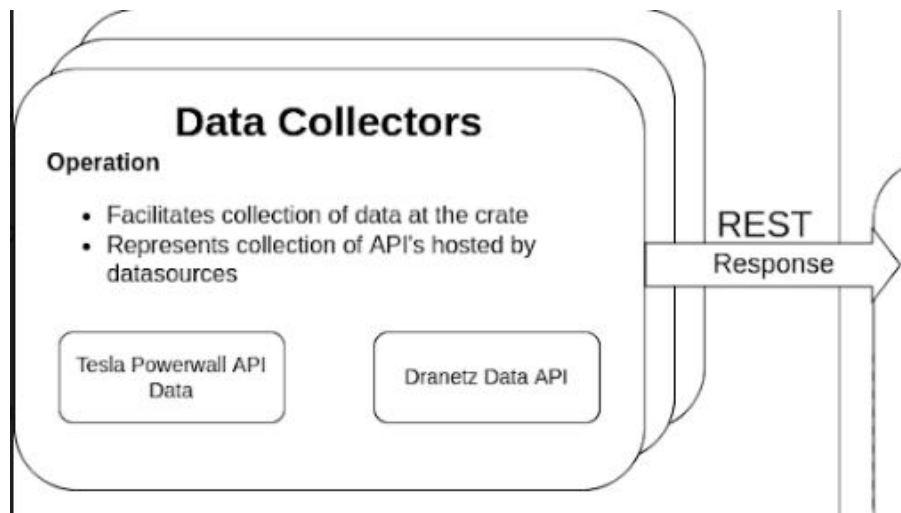 Data Collectors
Operation
• Facilitates collection of data at the crate
• Represents collection of API's hosted by
datasources
REST
Response
Tesla Powerwall API
Data
Dranetz Data API